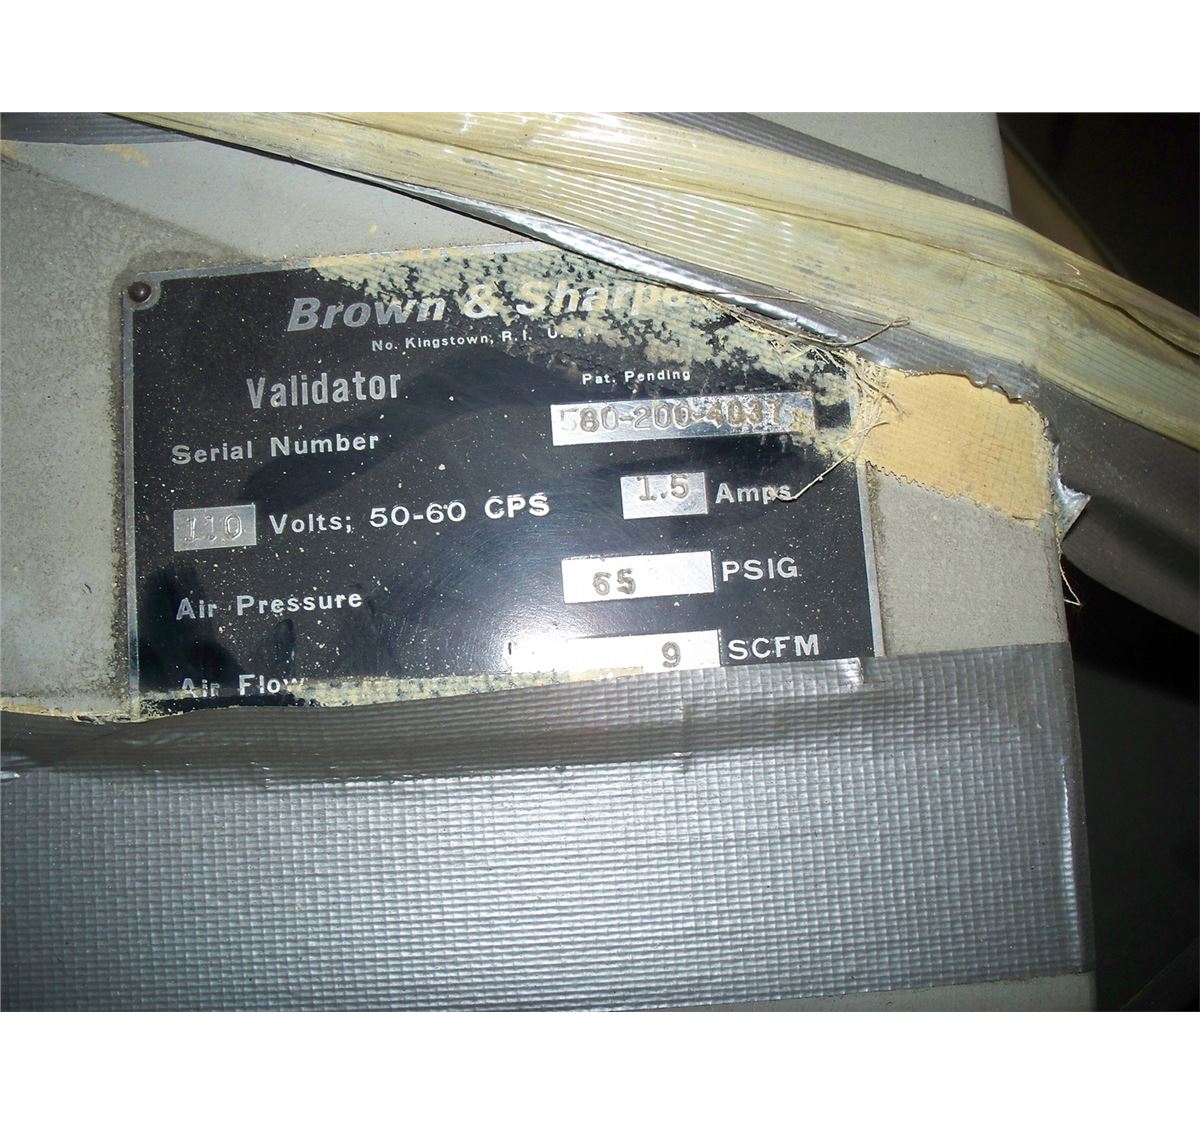 Brown & Sharpe
No. Kingstown, R.I. U.
Validator
Pat. Pending
Serial Number 580-200-4037
110 Volts; 50-60 CPS 1.5 Amps
Air Pressure 65 PSIG
Air Flow 9 SCFM